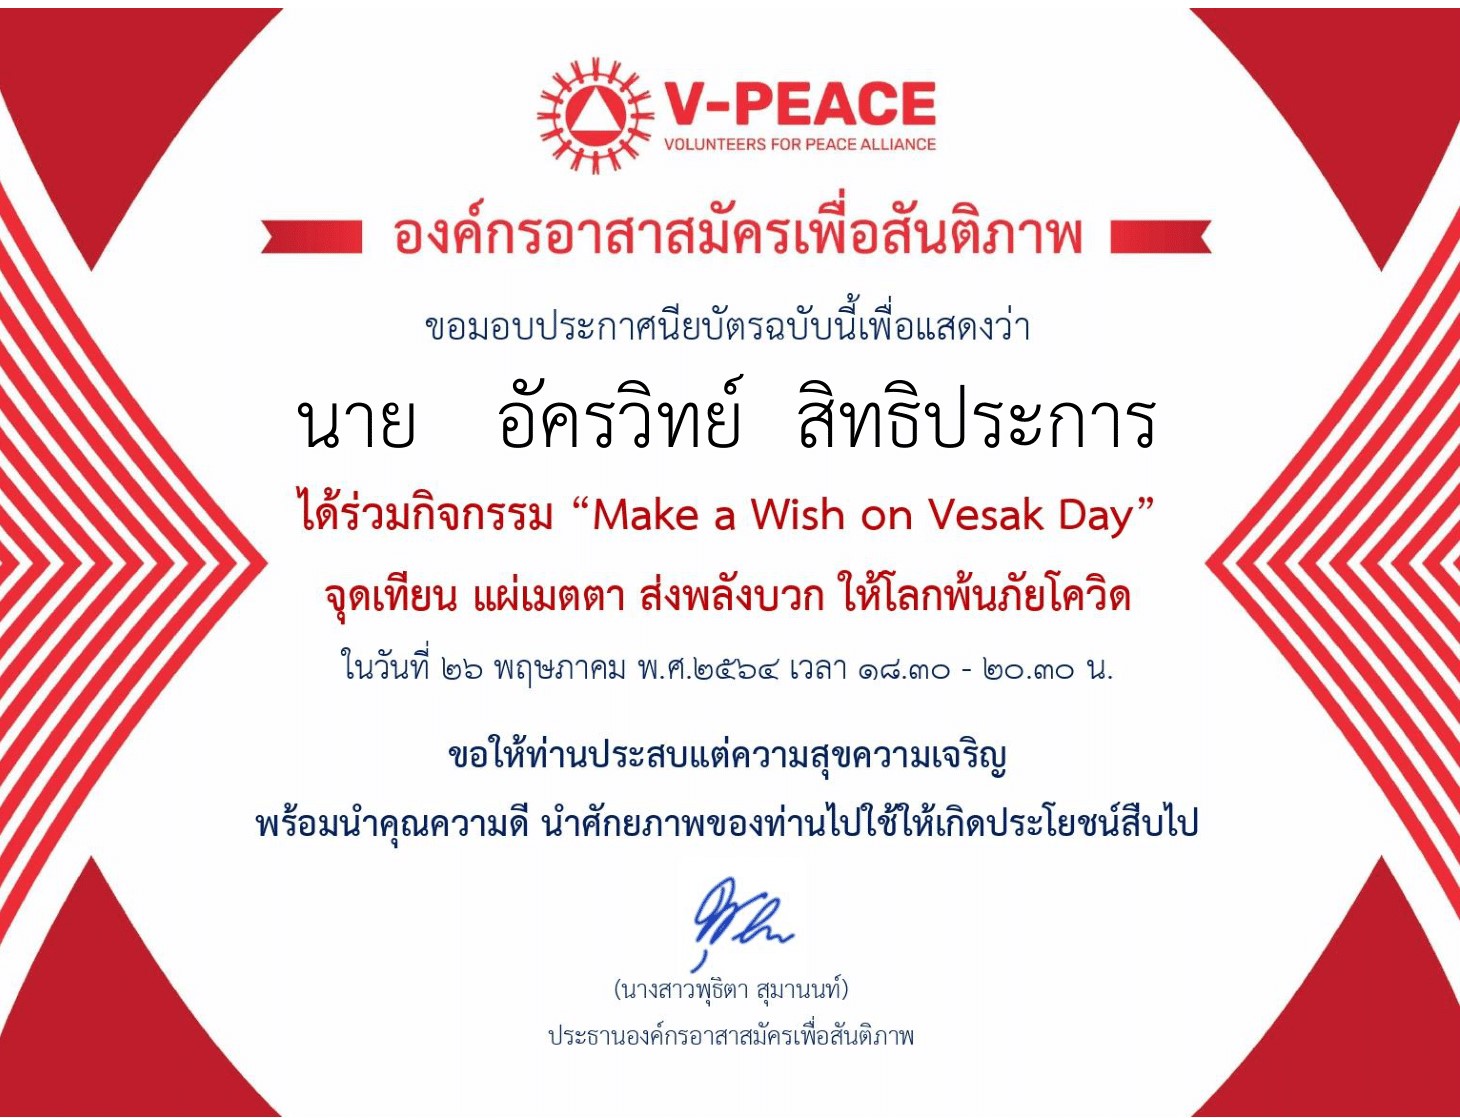 V-PEACE
VOLUNTEERS FOR PEACE ALLIANCE
องค์กรอาสาสมัครเพื่อสันติภาพ
ขอมอบประกาศนียบัตรฉบับนี้เพื่อแสดงว่า
นาย อัครวิทย์ สิทธิประการ
ได้ร่วมกิจกรรม “Make a Wish on Vesak Day”
จุดเทียน แผ่เมตตา ส่งพลังบวก ให้โลกพ้นภัยโควิด
ในวันที่ ๒๖ พฤษภาคม พ.ศ.๒๕๖๔ เวลา ๑๘.๓๐ - ๒๐.๓๐ น.
ขอให้ท่านประสบแต่ความสุขความเจริญ
พร้อมนำคุณความดี นำศักยภาพของท่านไปใช้ให้เกิดประโยชน์สืบไป
(นางสาวพุธิตา สุมานนท์)
ประธานองค์กรอาสาสมัครเพื่อสันติภาพ